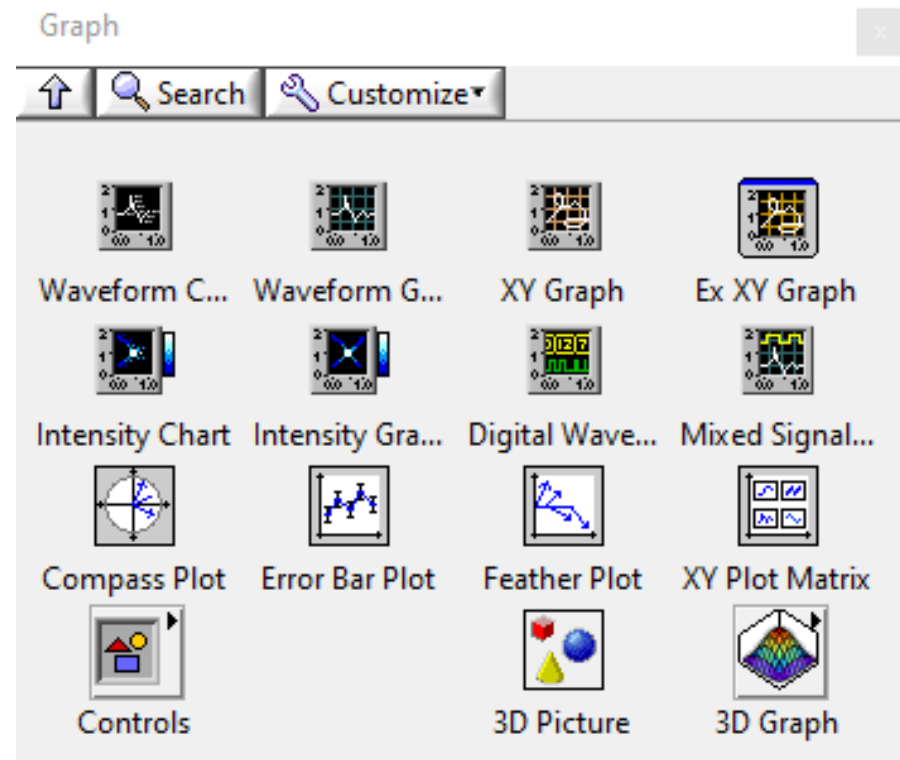 Graph
Search Customize
Waveform C... Waveform G... XY Graph Ex XY Graph
Intensity Chart Intensity Gra... Digital Wave... Mixed Signal...
Compass Plot Error Bar Plot Feather Plot XY Plot Matrix
Controls 3D Picture 3D Graph